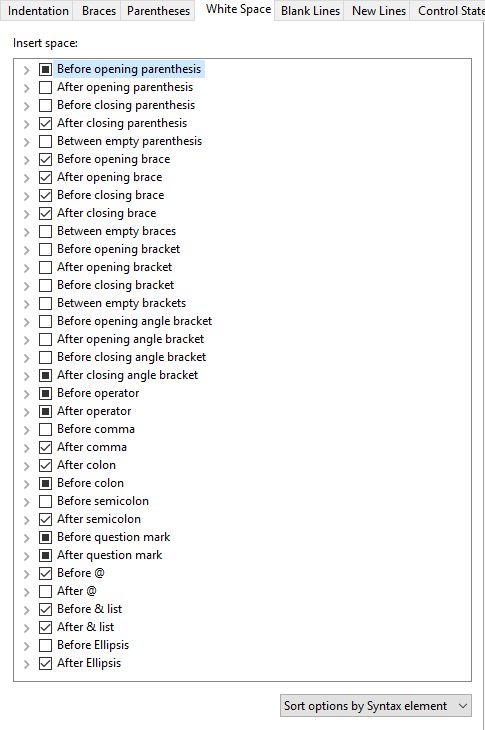 Indentation Braces Parentheses White Space Blank Lines New Lines Control State
Insert space:
Before opening parenthesis
After opening parenthesis
Before closing parenthesis
After closing parenthesis
Between empty parenthesis
Before opening brace
After opening brace
Before closing brace
After closing brace
Between empty braces
Before opening bracket
After opening bracket
Before closing bracket
Between empty brackets
Before opening angle bracket
After opening angle bracket
Before closing angle bracket
After closing angle bracket
Before operator
After operator
Before comma
After comma
After colon
Before colon
Before semicolon
After semicolon
Before question mark
After question mark
Before @
After @
Before & list
After & list
Before Ellipsis
After Ellipsis
Sort options by Syntax element